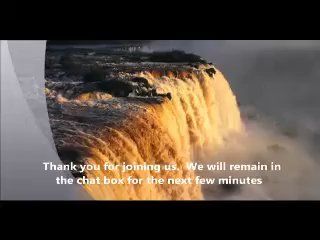 Thank you for joining us.  We will remain in
the chat box for the next few minutes